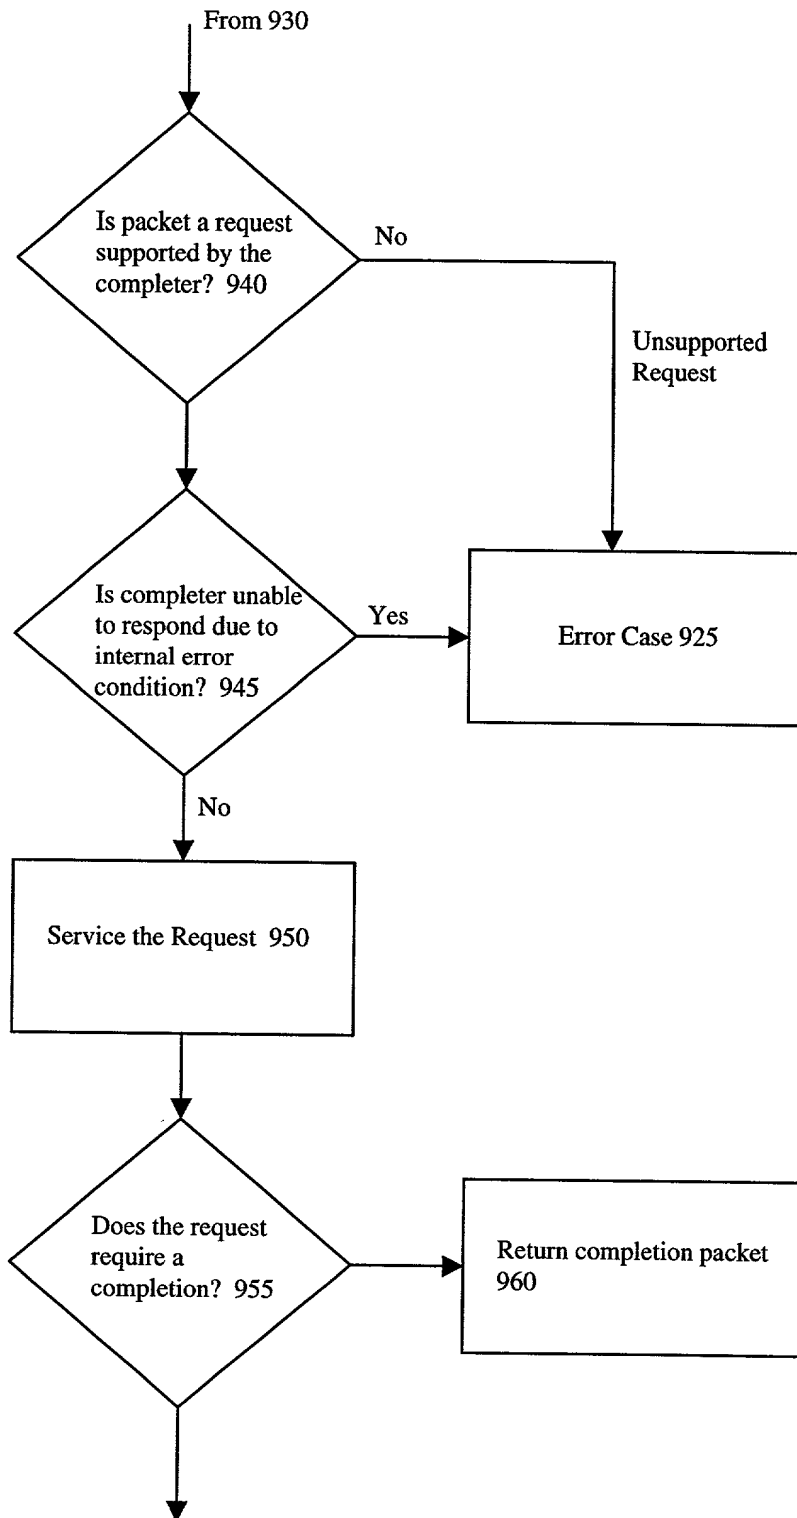 From 930
Is packet a request
supported by the
completer? 940
No
Unsupported
Request
Is completer unable
to respond due to
internal error
condition? 945
Yes
Error Case 925
No
Service the Request 950
Does the request
require a
completion? 955
Return completion packet
960